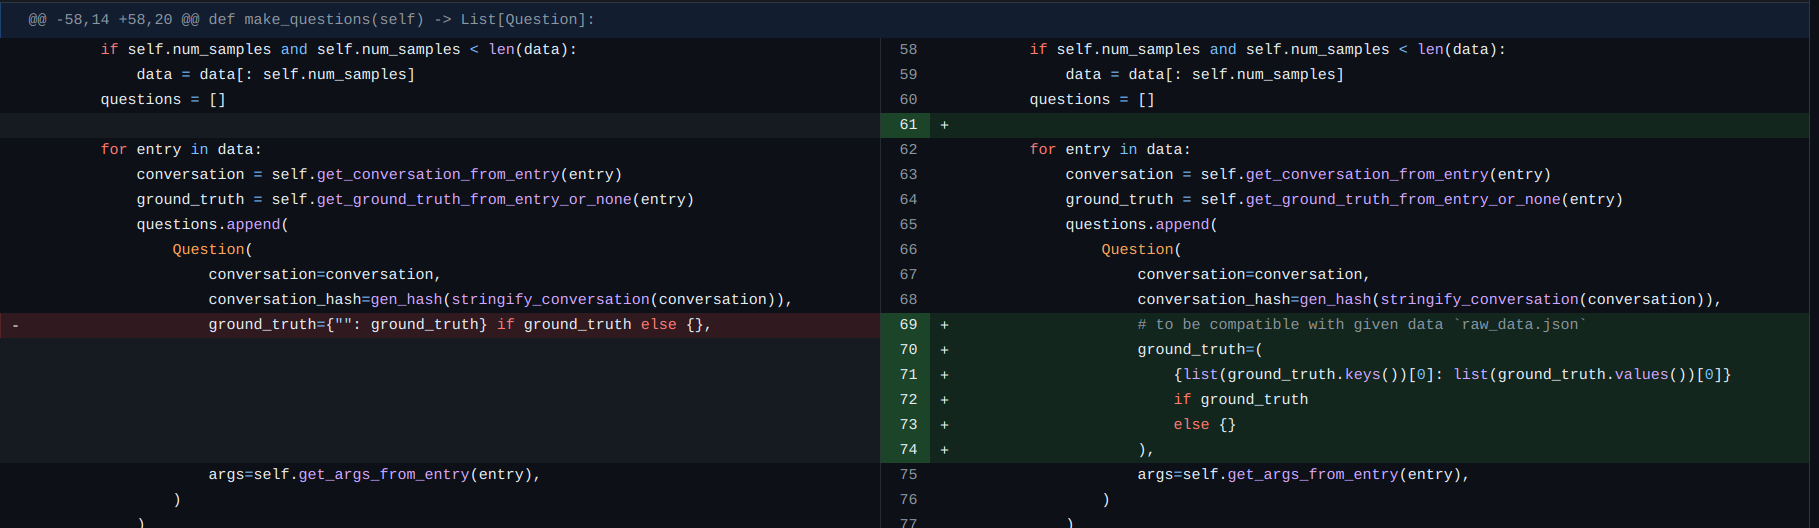 @@ -58,14 +58,20 @@ def make_questions(self) -> List[Question]:
if self.num_samples and self.num_samples < len(data):
data = data[: self.num_samples]
questions = []
for entry in data:
conversation = self.get_conversation_from_entry(entry)
ground_truth = self.get_ground_truth_from_entry_or_none(entry)
questions.append(
Question(
conversation=conversation,
conversation_hash=gen_hash(stringify_conversation(conversation)),
- ground_truth={"": ground_truth} if ground_truth else {},
args=self.get_args_from_entry(entry),
)
)
58 if self.num_samples and self.num_samples < len(data):
59 data = data[: self.num_samples]
60 questions = []
61 +
62 for entry in data:
63 conversation = self.get_conversation_from_entry(entry)
64 ground_truth = self.get_ground_truth_from_entry_or_none(entry)
65 questions.append(
66 Question(
67 conversation=conversation,
68 conversation_hash=gen_hash(stringify_conversation(conversation)),
69 + # to be compatible with given data `raw_data.json`
70 + ground_truth=(
71 + {list(ground_truth.keys())[0]: list(ground_truth.values())[0]}
72 + if ground_truth
73 + else {}
74 + ),
75 args=self.get_args_from_entry(entry),
76 )
77 )